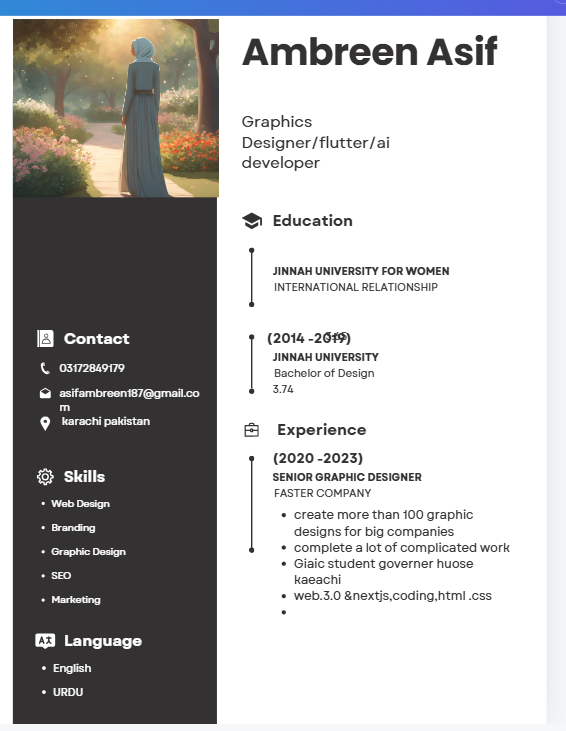 Ambreen Asif
Graphics
Designer/flutter/ai
developer
Contact
03172849179
asifambreen187@gmail.co
m
karachi pakistan
Skills
• Web Design
• Branding
• Graphic Design
• SEO
• Marketing
Language
• English
• URDU
Education
JINNAH UNIVERSITY FOR WOMEN
INTERNATIONAL RELATIONSHIP
(2014 -2019)
JINNAH UNIVERSITY
Bachelor of Design
3.74
Experience
(2020 -2023)
SENIOR GRAPHIC DESIGNER
FASTER COMPANY
• create more than 100 graphic
designs for big companies
• complete a lot of complicated work
• Giaic student governer huose
kaeachi
• web.3.0 &nextjs,coding,html .css
•